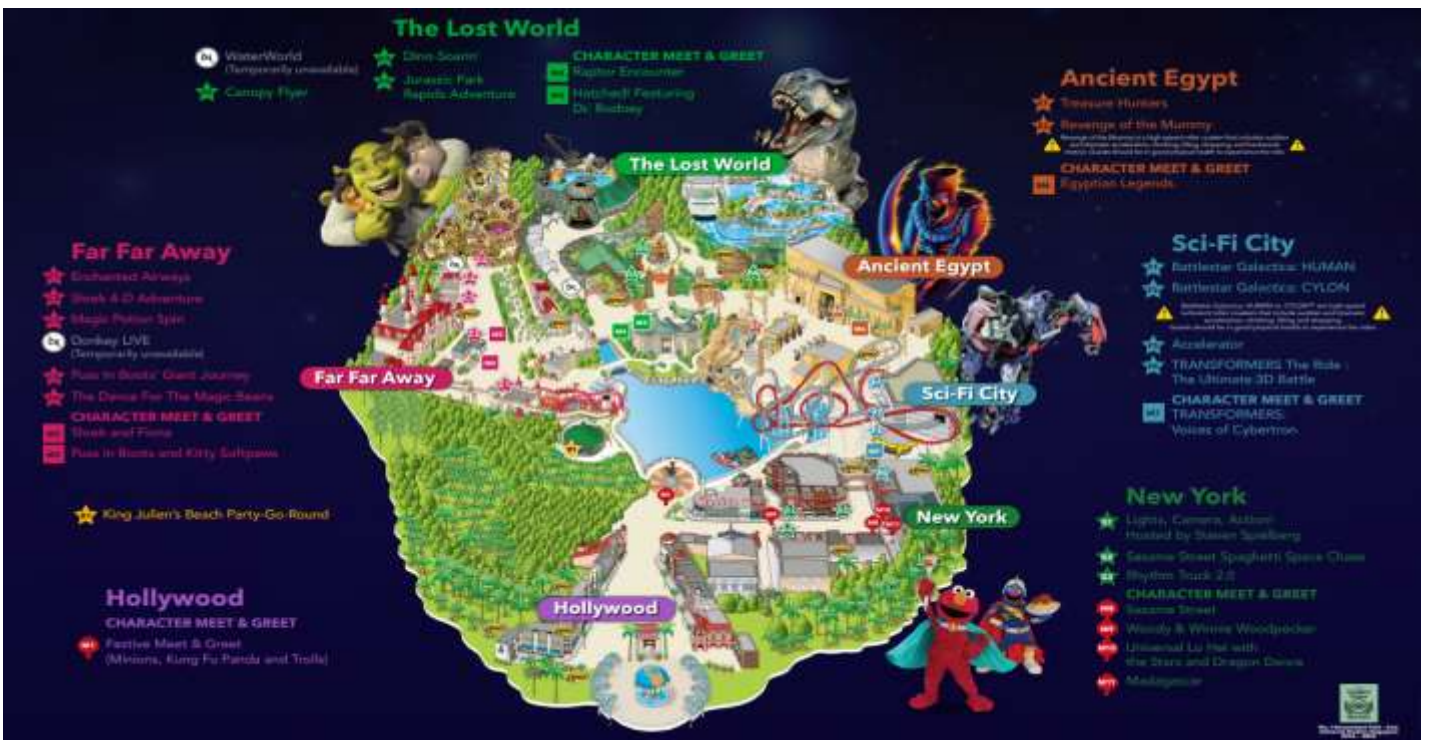 The Lost World
WaterWorld
(Temporarily unavailable)
Canopy Flyer
Dino-Soarin'
Jurassic Park
Rapids Adventure
CHARACTER MEET & GREET
Raptor Encounter
Hatched! Featuring
Dr. Rodney
Ancient Egypt
Treasure Hunters
Revenge of the Mummy
CHARACTER MEET & GREET
Egyptian Legends
Far Far Away
Enchanted Airways
Shrek 4-D Adventure
Magic Potion Spin
Donkey LIVE
(Temporarily unavailable)
Puss In Boots' Giant Journey
The Dance For The Magic Beans
CHARACTER MEET & GREET
Shrek and Fiona
Puss in Boots and Kitty Softpaws
King Julien's Beach Party-Go-Round
Hollywood
CHARACTER MEET & GREET
Festive Meet & Greet
(Minions, Kung Fu Panda and Trolls)
The Lost World
Ancient Egypt
Far Far Away
Sci-Fi City
New York
Hollywood
Sci-Fi City
Battlestar Galactica: HUMAN
Battlestar Galactica: CYLON
Accelerator
TRANSFORMERS The Ride :
The Ultimate 3D Battle
CHARACTER MEET & GREET
TRANSFORMERS:
Voices of Cybertron
New York
Lights, Camera, Action!
Hosted by Steven Spielberg
Sesame Street Spaghetti Space Chase
Rhythm Truck 2.0
CHARACTER MEET & GREET
Sesame Street
Woody & Winnie Woodpecker
Universal Lo Hei with
the Stars and Dragon Dance
Madagascar